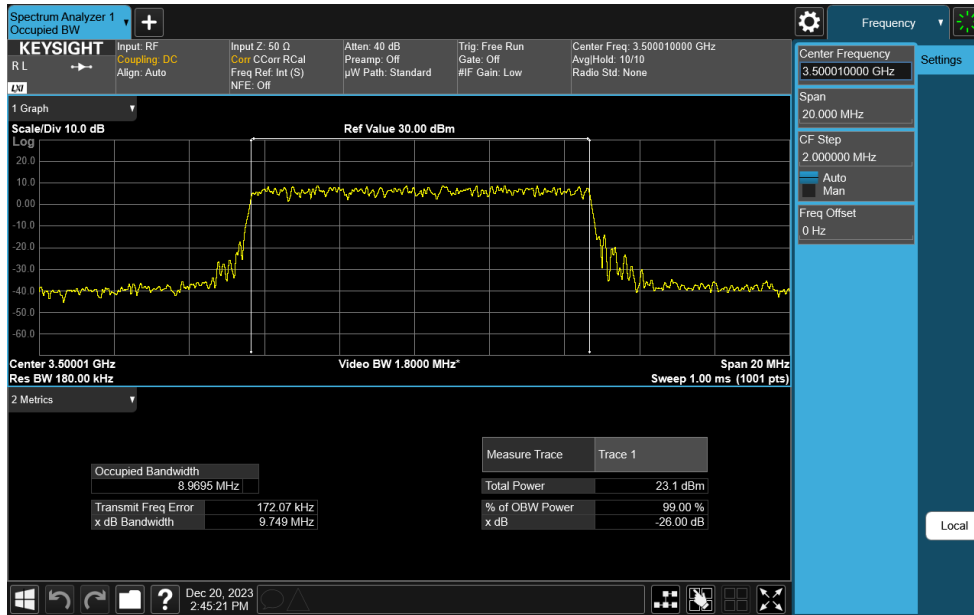 Spectrum Analyzer 1
Occupied BW
Frequency
KEYSIGHT
R L
LXI
Input: RF
Coupling: DC
Align: Auto
Input Z: 50 Ω
Corr CCorr RCal
Freq Ref: Int (S)
NFE: Off
Atten: 40 dB
Preamp: Off
µW Path: Standard
Trig: Free Run
Gate: Off
#IF Gain: Low
Center Freq: 3.500010000 GHz
Avg|Hold: 10/10
Radio Std: None
Center Frequency
3.500010000 GHz
Settings
Span
20.000 MHz
CF Step
2.000000 MHz
Auto
Man
Freq Offset
0 Hz
Local
1 Graph
Scale/Div 10.0 dB
Ref Value 30.00 dBm
Log
20.0
10.0
0.00
-10.0
-20.0
-30.0
-40.0
-50.0
-60.0
Center 3.50001 GHz
Video BW 1.8000 MHz*
Span 20 MHz
Res BW 180.00 kHz
Sweep 1.00 ms (1001 pts)
2 Metrics
Measure Trace Trace 1
Occupied Bandwidth
8.9695 MHz
Total Power 23.1 dBm
Transmit Freq Error 172.07 kHz
% of OBW Power 99.00 %
x dB Bandwidth 9.749 MHz
x dB -26.00 dB
?
Dec 20, 2023
2:45:21 PM